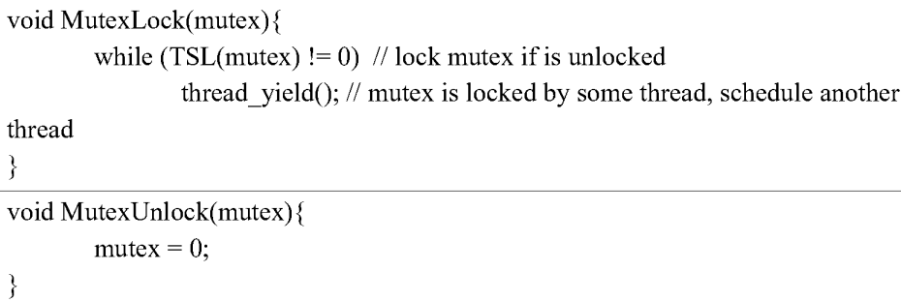 void MutexLock(mutex){
while (TSL(mutex) != 0) // lock mutex if is unlocked
thread_yield(); // mutex is locked by some thread, schedule another
thread
}
void MutexUnlock(mutex){
mutex = 0;
}